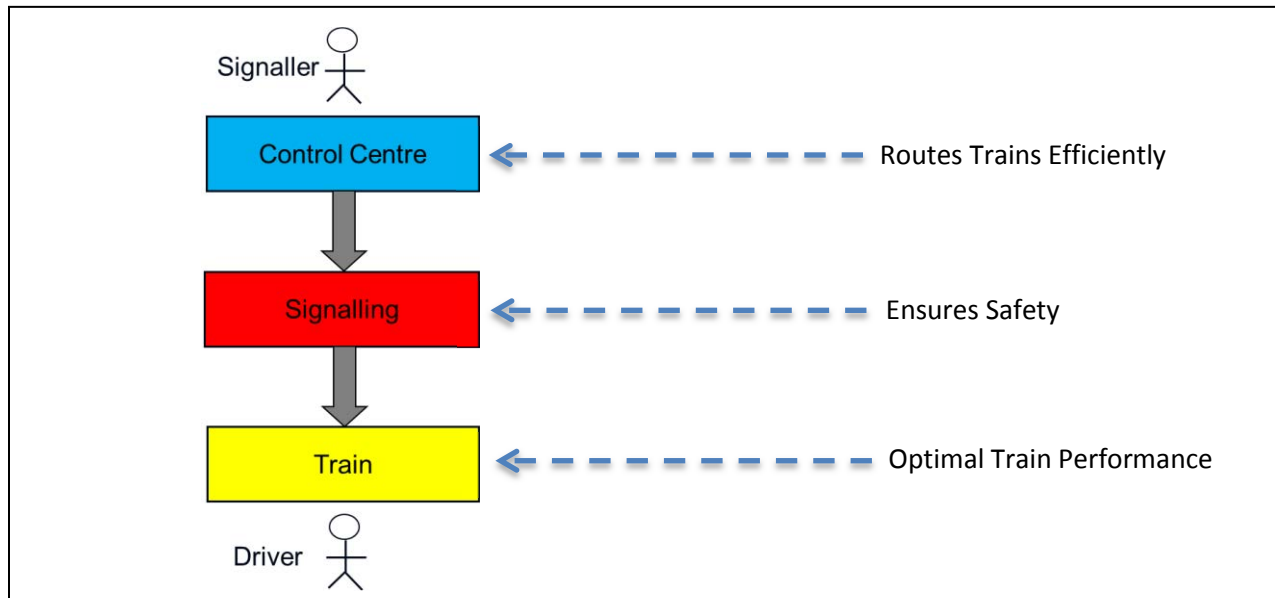 Signaller
Control Centre
Routes Trains Efficiently
Signalling
Ensures Safety
Train
Optimal Train Performance
Driver